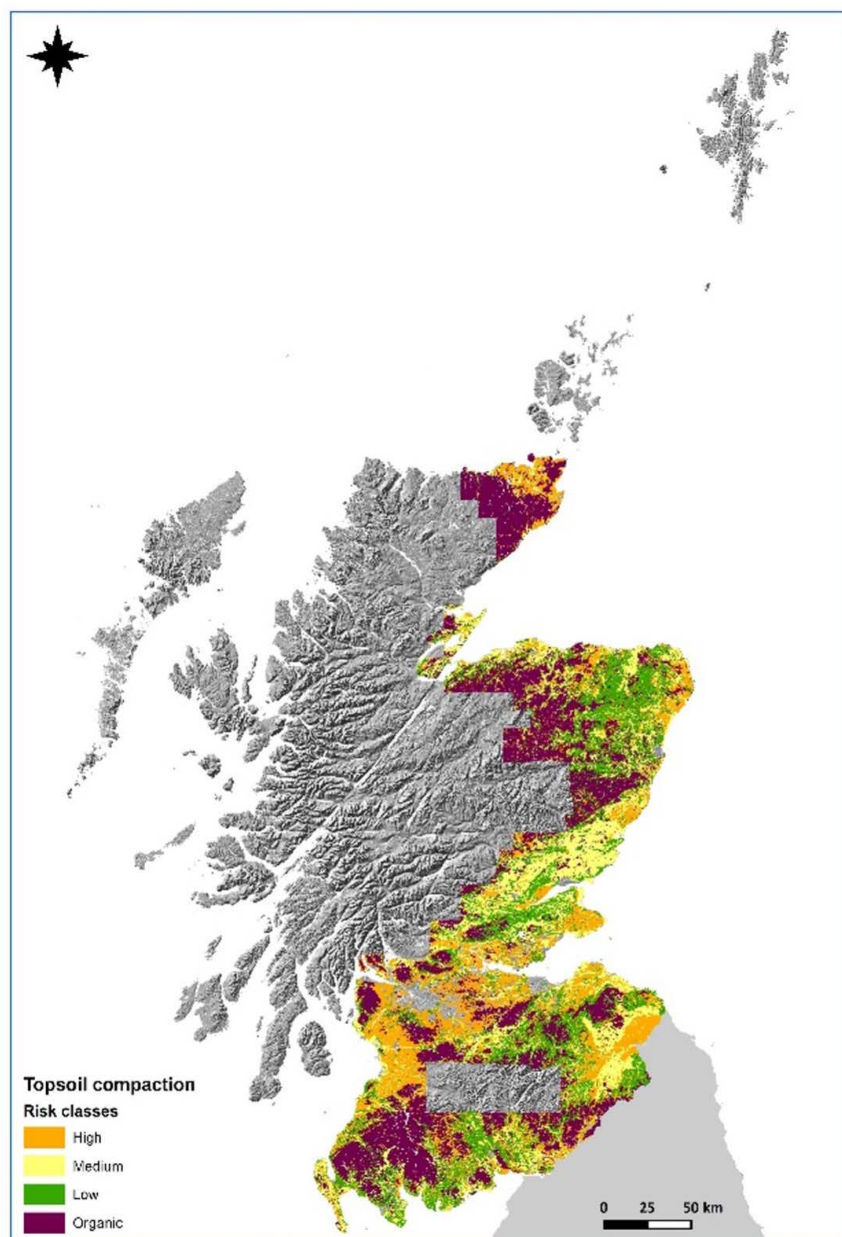 Topsoil compaction
Risk classes
High
Medium
Low
Organic
0 25 50 km